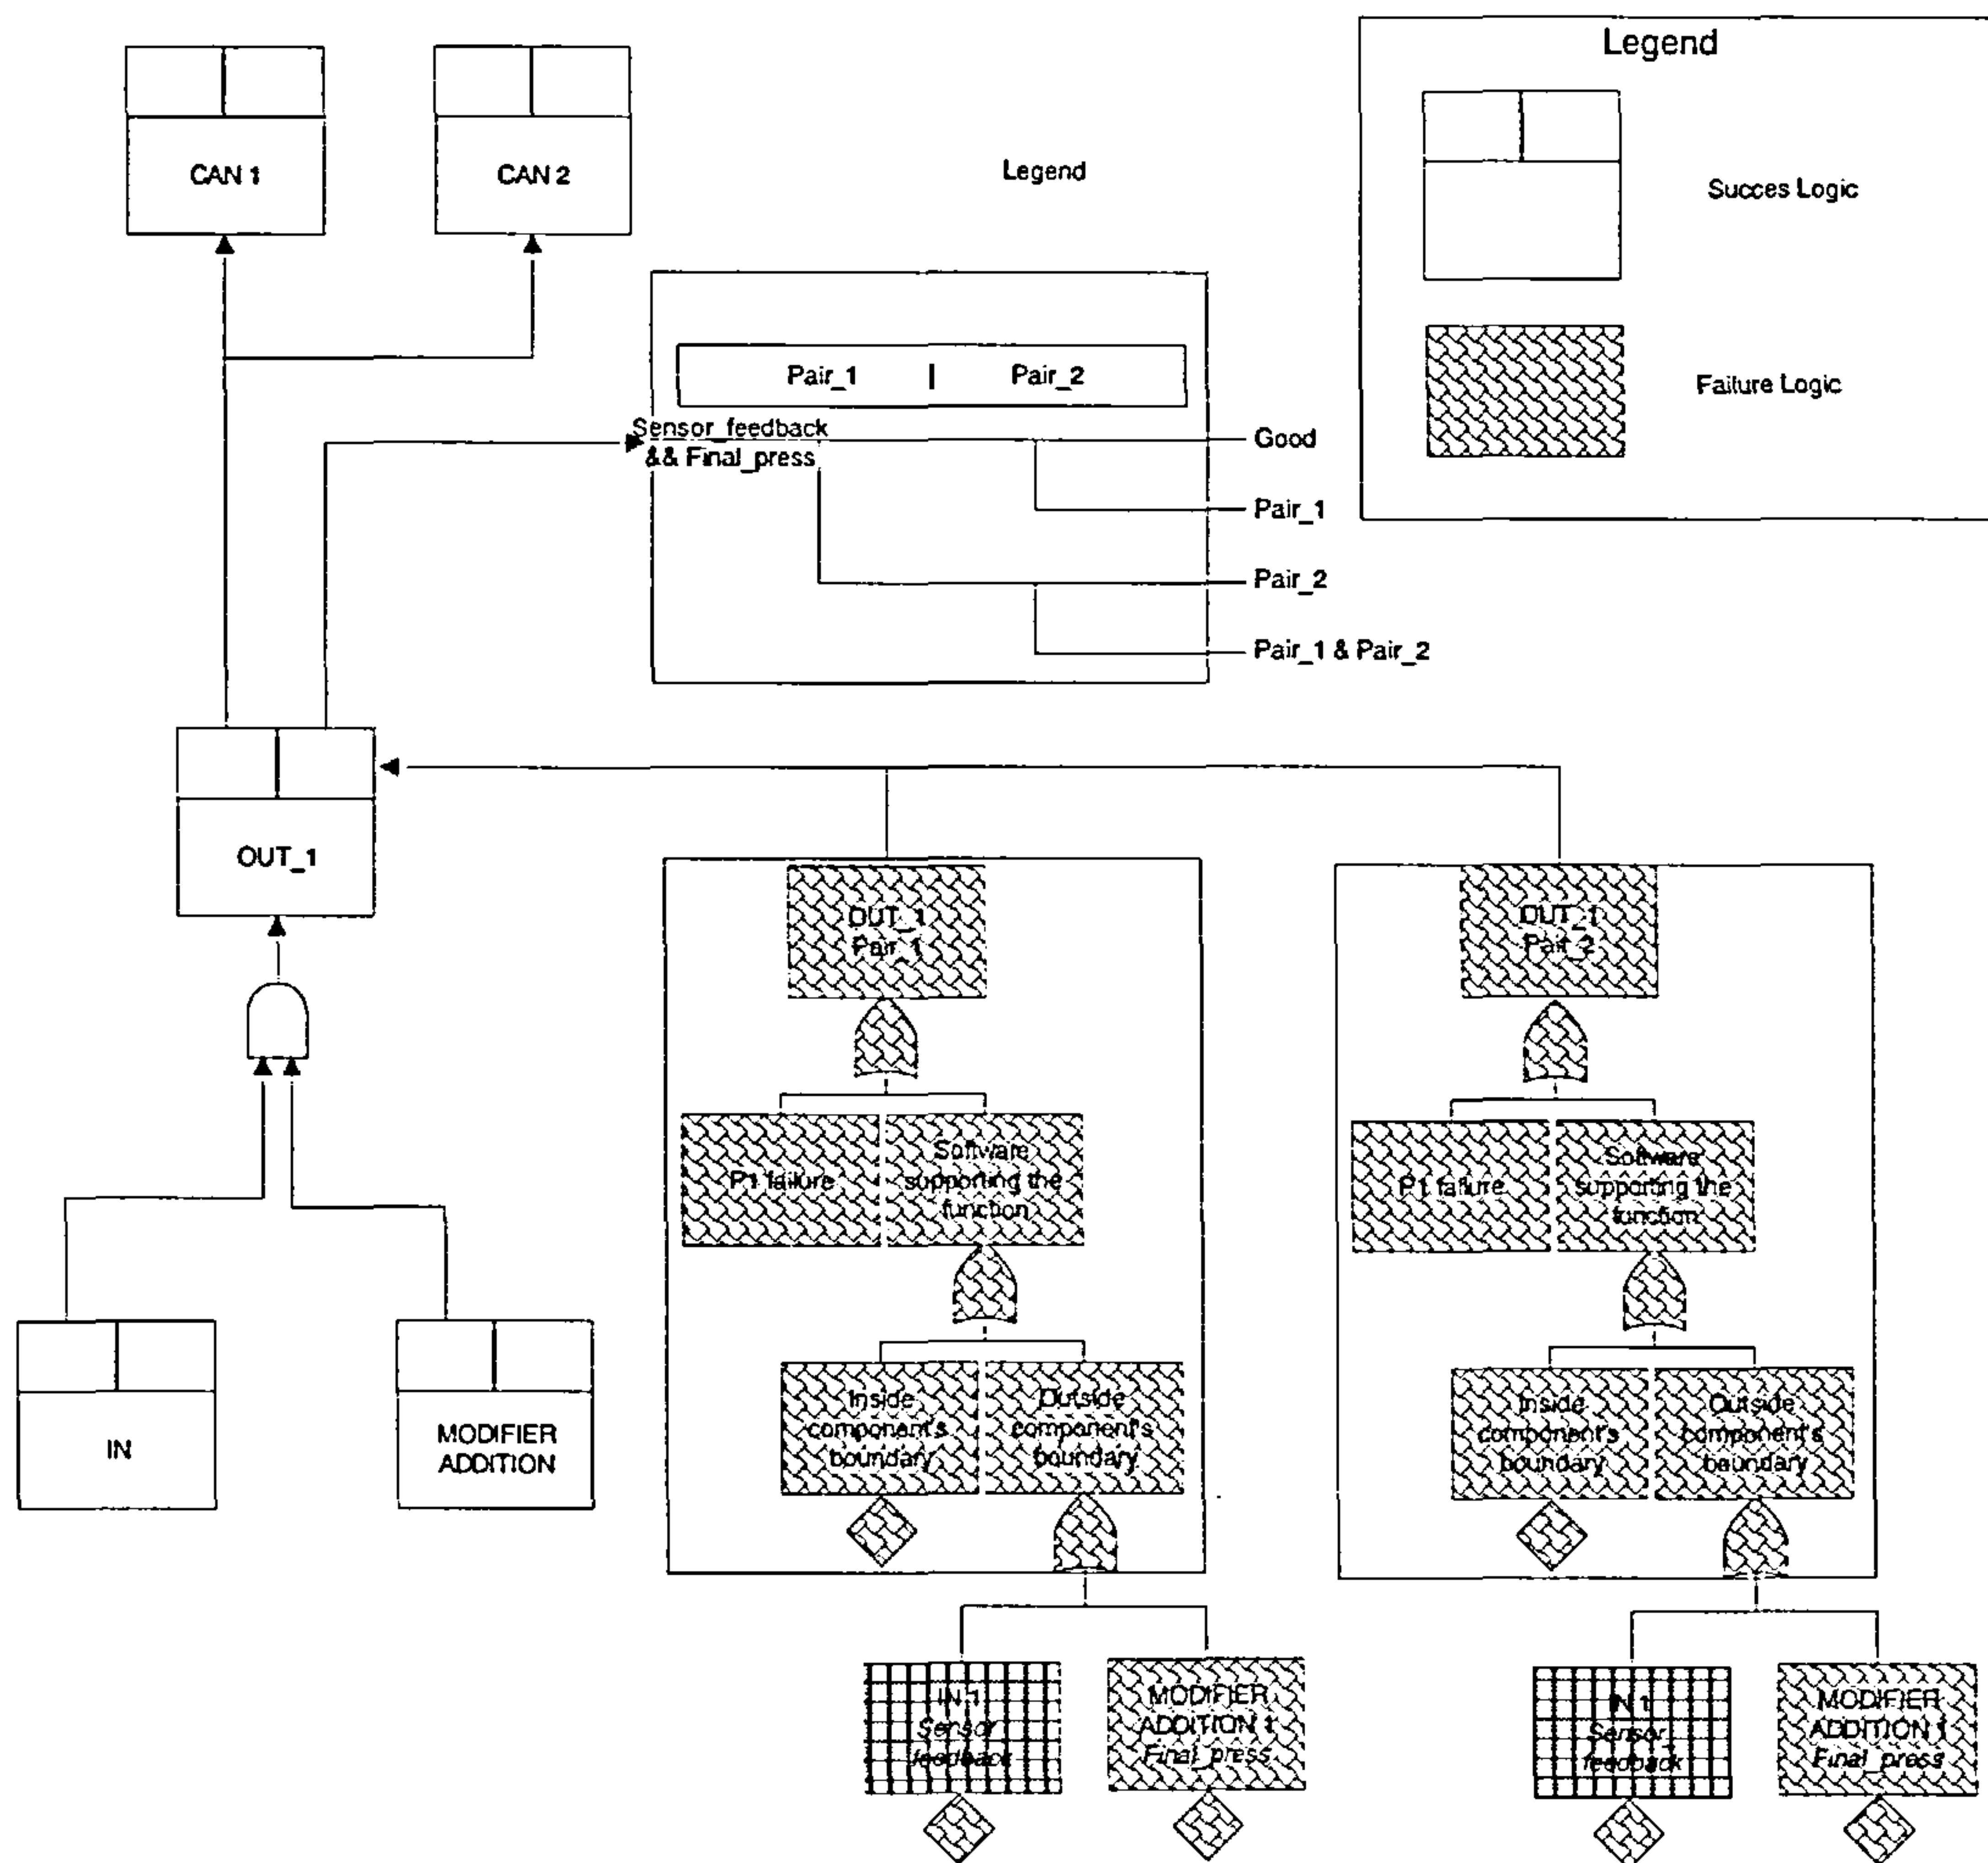 Legend
CAN 1
CAN 2
Legend
Succes Logic
Pair_1 | Pair_2
Failure Logic
Sensor_feedback
&& Final_press
Good
Pair_1
Pair_2
Pair_1 & Pair_2
OUT_1
OUT_1
Pair_1
OUT_1
Pair_2
P1 failure
Software
supporting the
function
P1 failure
Software
supporting the
function
IN
MODIFIER
ADDITION
Inside
component's
boundary
Outside
component's
boundary
Inside
component's
boundary
Outside
component's
boundary
IN 1
Sensor_
feedback
MODIFIER
ADDITION 1
Final_press
IN 1
Sensor_
feedback
MODIFIER
ADDITION 1
Final_press